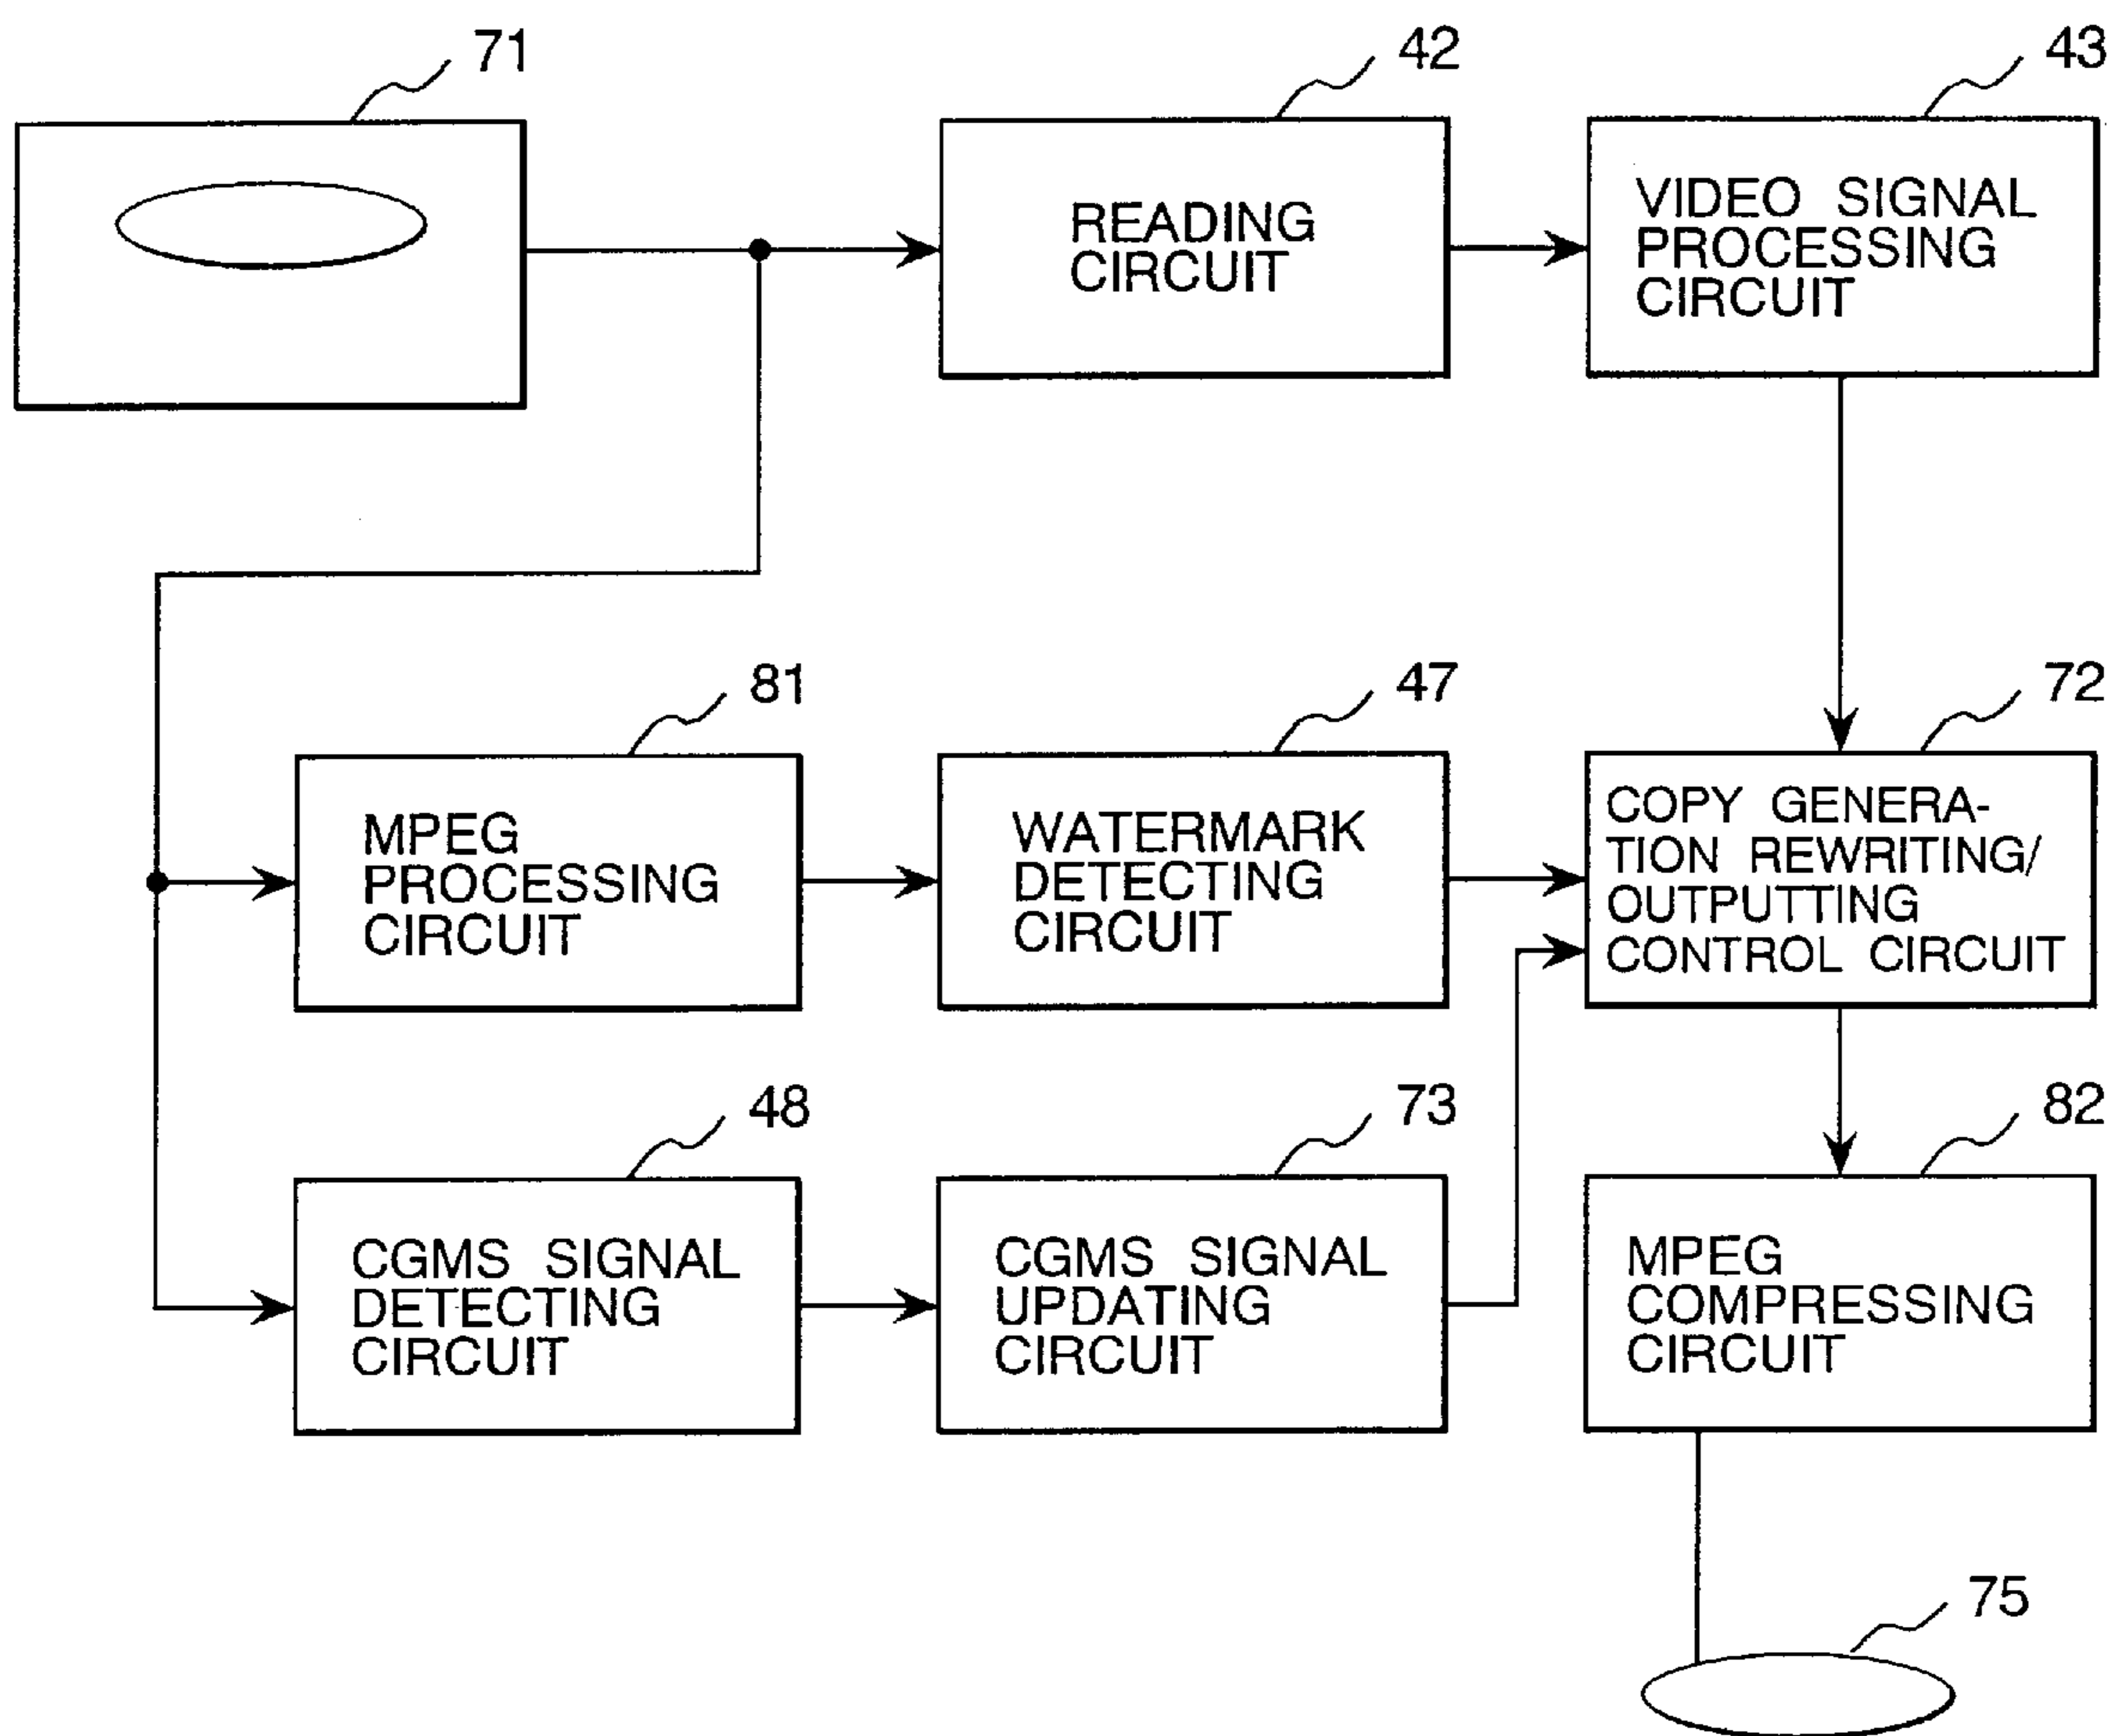 71
42
43
READING
CIRCUIT
VIDEO SIGNAL
PROCESSING
CIRCUIT
81
47
72
MPEG
PROCESSING
CIRCUIT
WATERMARK
DETECTING
CIRCUIT
COPY GENERA-
TION REWRITING/
OUTPUTTING
CONTROL CIRCUIT
48
73
82
CGMS SIGNAL
DETECTING
CIRCUIT
CGMS SIGNAL
UPDATING
CIRCUIT
MPEG
COMPRESSING
CIRCUIT
75